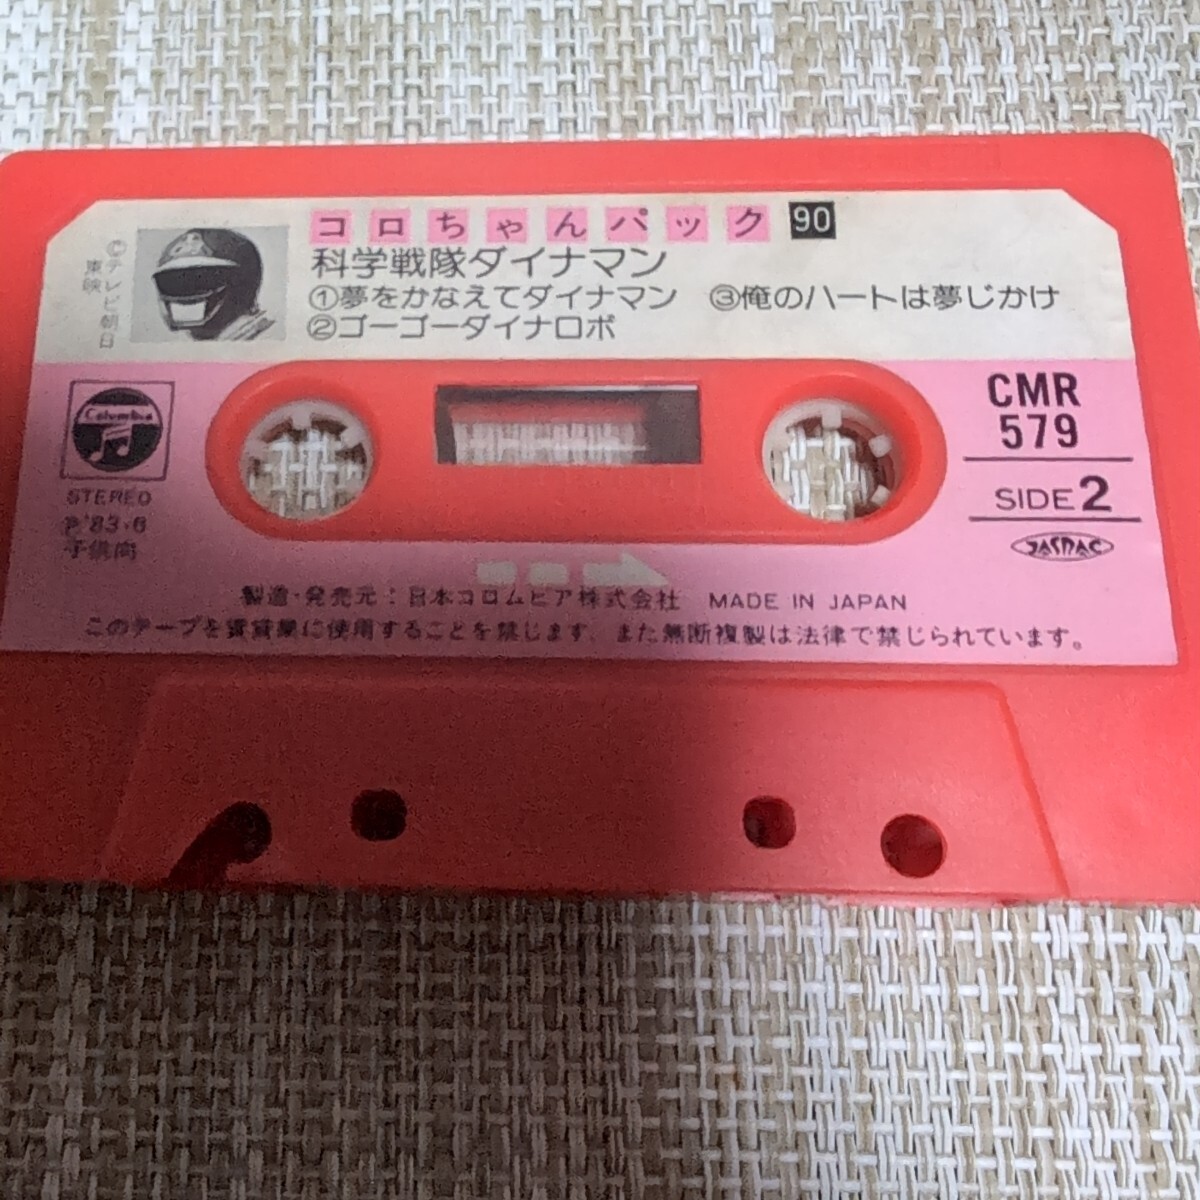 コロちゃんパック 90
科学戦隊ダイナマン
①夢をかなえてダイナマン ③俺のハートは夢じかけ
②ゴーゴーダイナロボ
©テレビ朝日
東映
Columbia
STEREO
℗'83・6
子供向
CMR
579
SIDE 2
JASRAC
製造・発売元：日本コロムビア株式会社 MADE IN JAPAN
このテープを賃貸業に使用することを禁じます。また無断複製は法律で禁じられています。